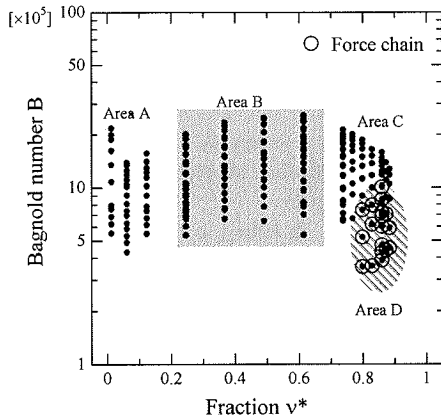 [×10⁵]
100
50
10
5
1
Bagnold number B
Force chain
Area A
Area B
Area C
Area D
0
0.2
0.4
0.6
0.8
1
Fraction ν*